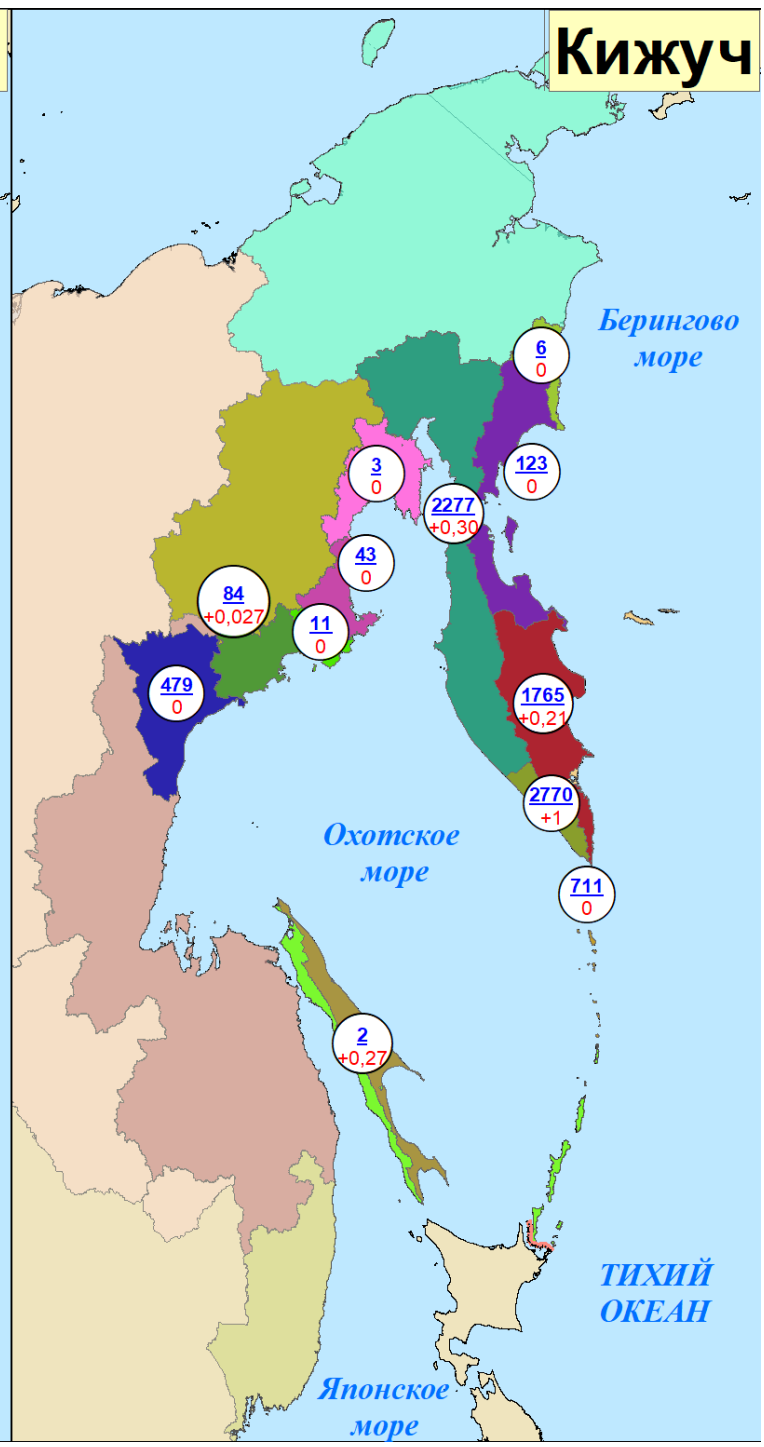 Кижуч
Берингово
море
6
0
3
0
123
0
2277
+0,30
43
0
84
+0,027
11
0
479
0
1765
+0,21
2770
+1
Охотское
море
711
0
2
+0,27
ТИХИЙ
ОКЕАН
Японское
море